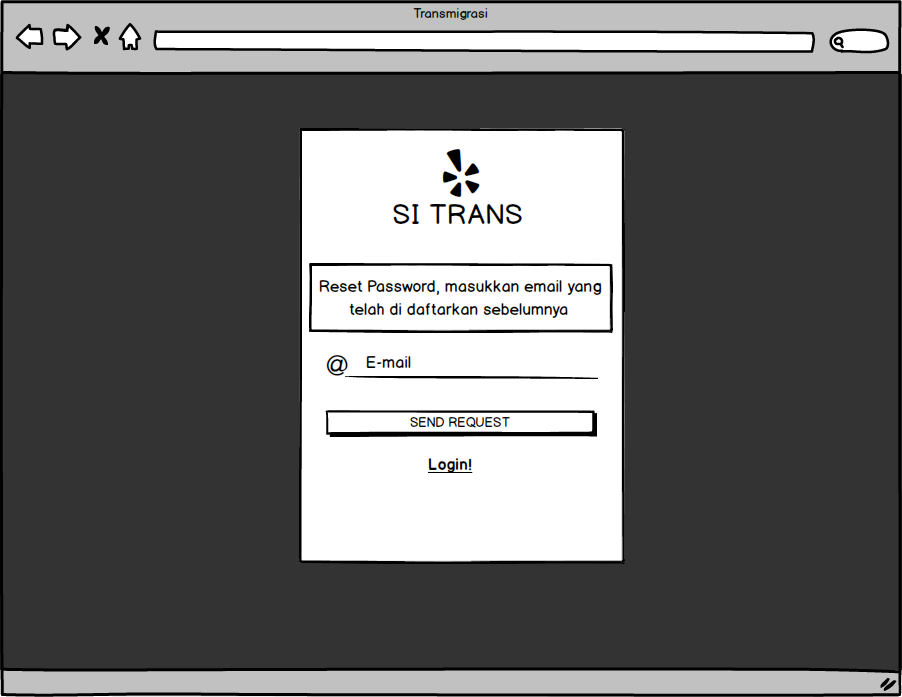 Transmigrasi
SI TRANS
Reset Password, masukkan email yang
telah di daftarkan sebelumnya
@ E-mail
SEND REQUEST
Login!